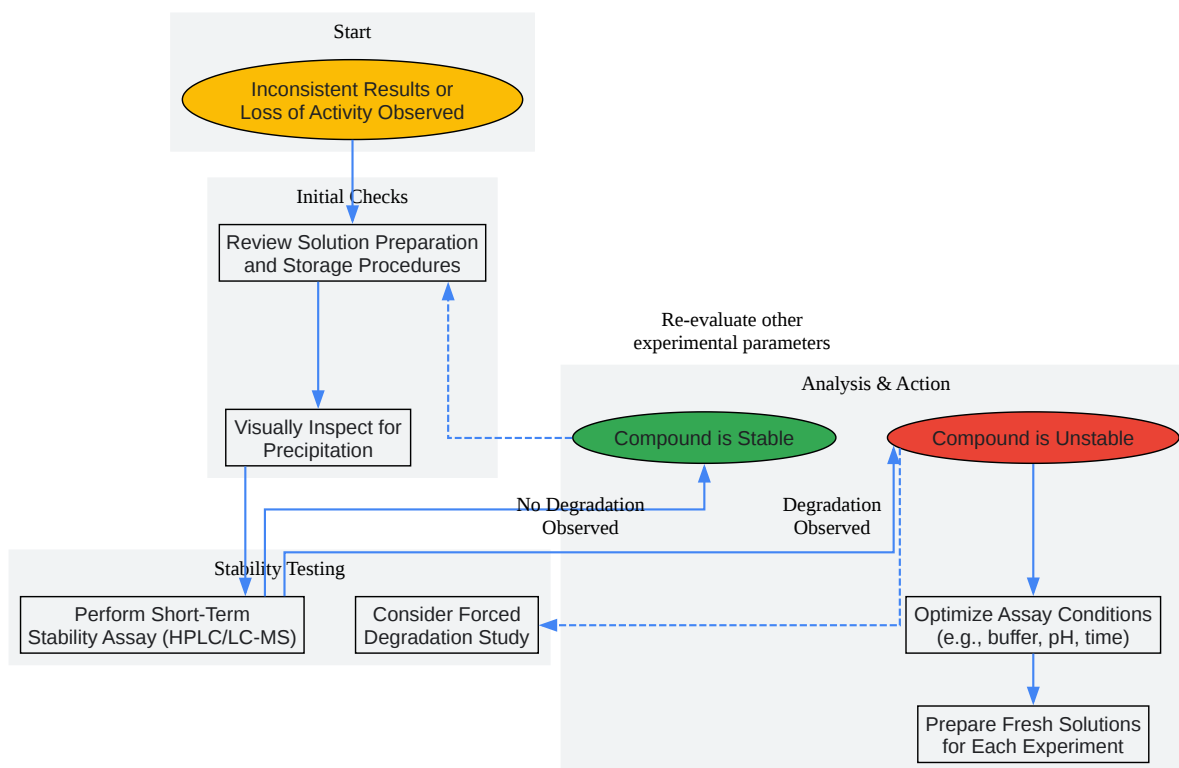 Start
Inconsistent Results or
Loss of Activity Observed
Initial Checks
Review Solution Preparation
and Storage Procedures
Re-evaluate other
experimental parameters
Analysis & Action
Visually Inspect for
Precipitation
Compound is Stable
Compound is Unstable
No Degradation
Observed
Degradation
Observed
Stability Testing
Perform Short-Term
Stability Assay (HPLC/LC-MS)
Consider Forced
Degradation Study
Optimize Assay Conditions
(e.g., buffer, pH, time)
Prepare Fresh Solutions
for Each Experiment